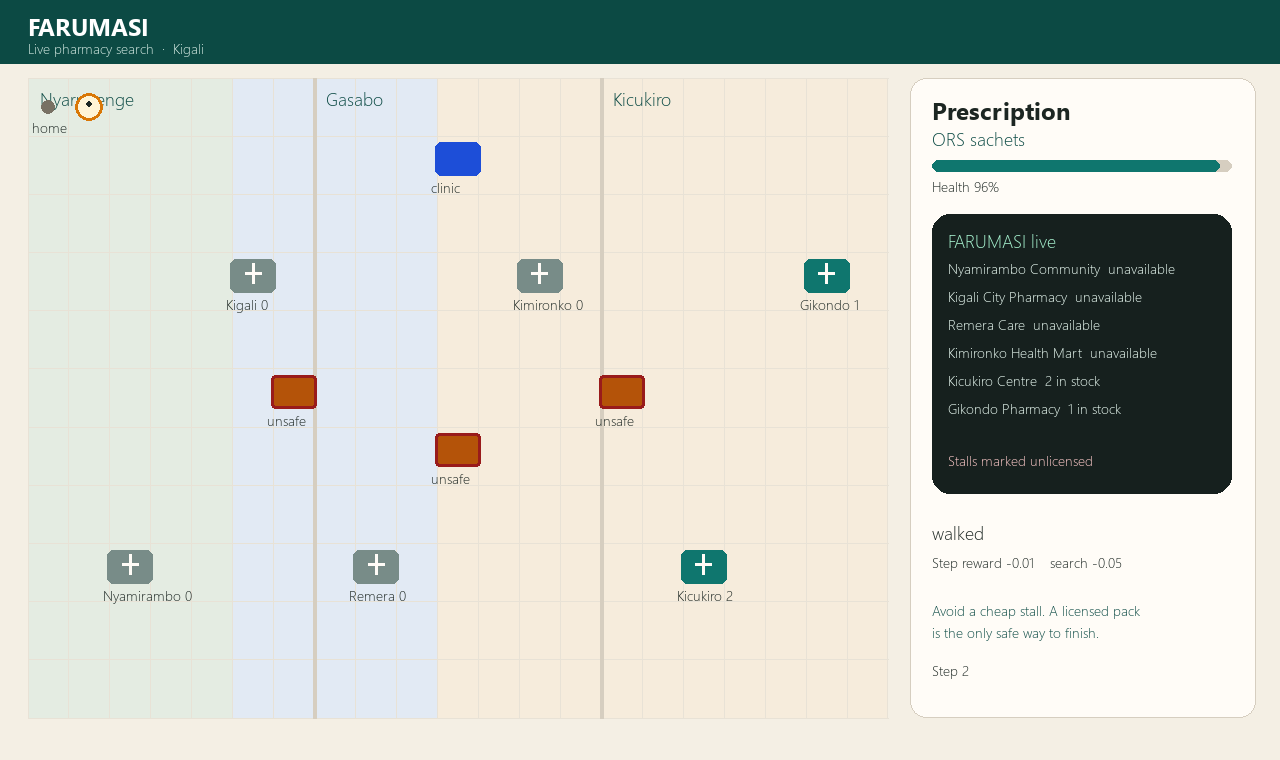 FARUMASI
Live pharmacy search · Kigali
Gasabo
Kicukiro
home
clinic
Kigali 0
Kimironko 0
Gikondo 1
unsafe
unsafe
unsafe
Nyamirambo 0
Remera 0
Kicukiro 2
Prescription
ORS sachets
Health 96%
FARUMASI live
Nyamirambo Community unavailable
Kigali City Pharmacy unavailable
Remera Care unavailable
Kimironko Health Mart unavailable
Kicukiro Centre 2 in stock
Gikondo Pharmacy 1 in stock
Stalls marked unlicensed
walked
Step reward -0.01 search -0.05
Avoid a cheap stall. A licensed pack
is the only safe way to finish.
Step 2